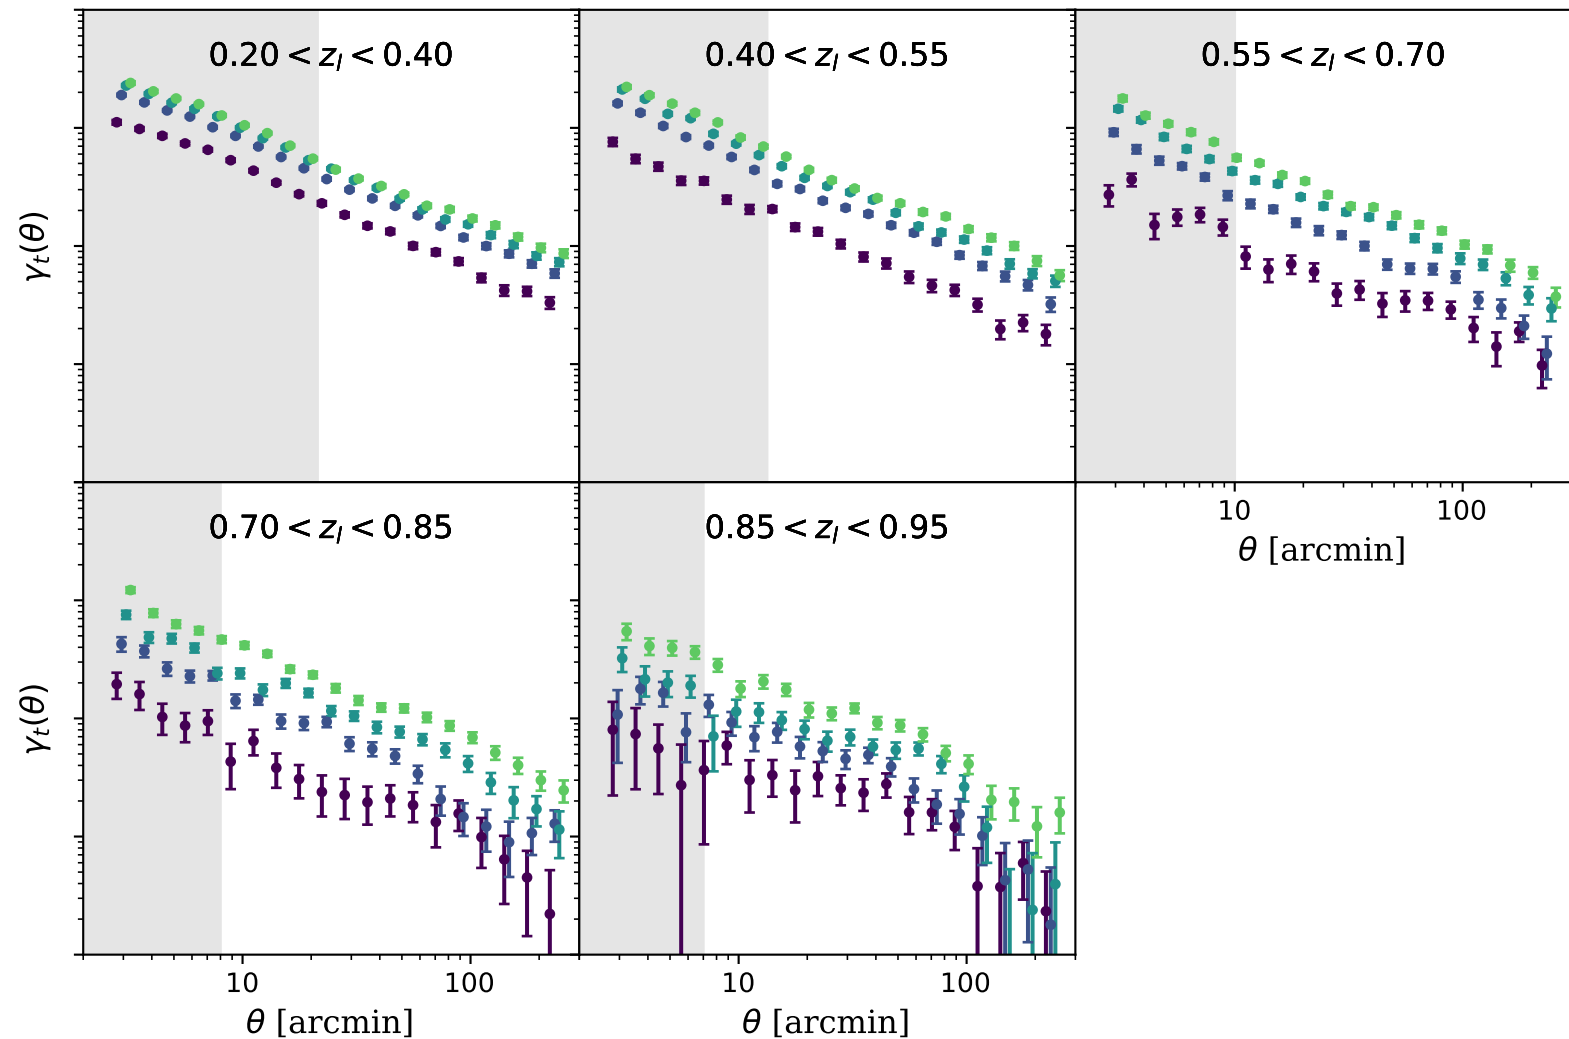 0.20 < z_l < 0.40
0.40 < z_l < 0.55
0.55 < z_l < 0.70
γ_t(θ)
10 100
θ [arcmin]
0.70 < z_l < 0.85
0.85 < z_l < 0.95
γ_t(θ)
10 100
10 100
θ [arcmin]
θ [arcmin]